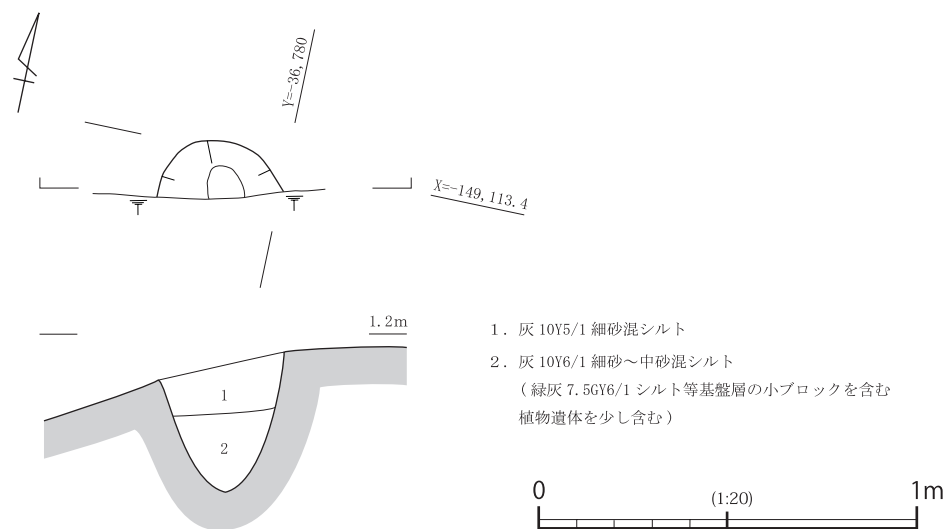 Y=-36,780
X=-149,113.4
1.2m
1
2
1. 灰 10Y5/1 細砂混シルト
2. 灰 10Y6/1 細砂～中砂混シルト
( 緑灰 7.5GY6/1 シルト等基盤層の小ブロックを含む
植物遺体を少し含む )
0 (1:20) 1m